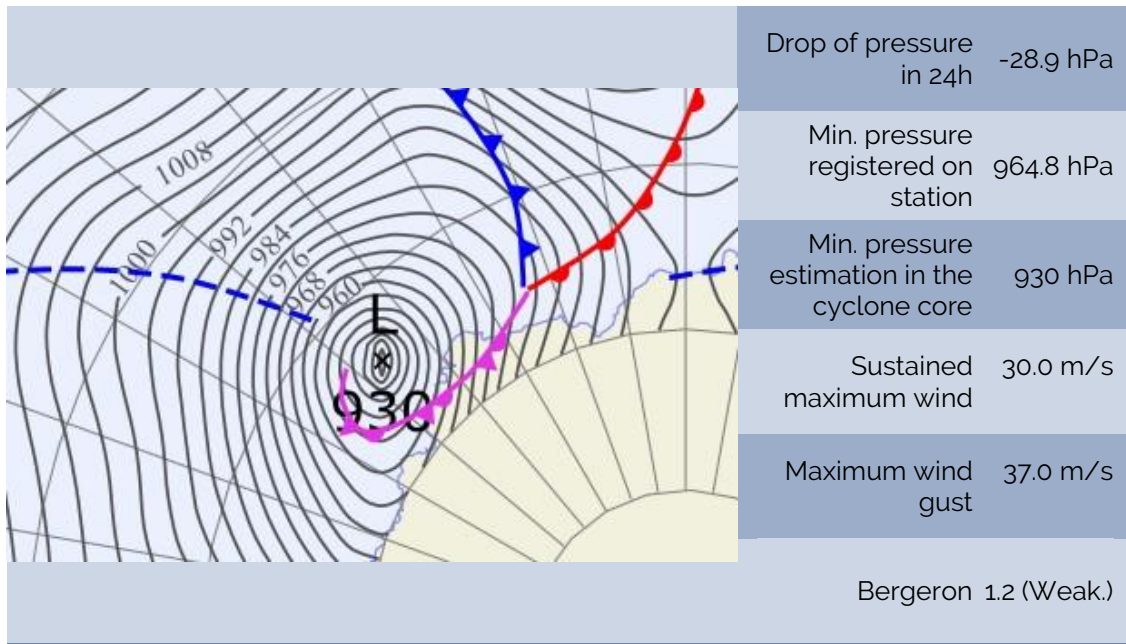 1008
1000
992
984
976
968
960
L
930
Drop of pressure
in 24h
-28.9 hPa
Min. pressure
registered on
station
964.8 hPa
Min. pressure
estimation in the
cyclone core
930 hPa
Sustained
maximum wind
30.0 m/s
Maximum wind
gust
37.0 m/s
Bergeron 1.2 (Weak.)